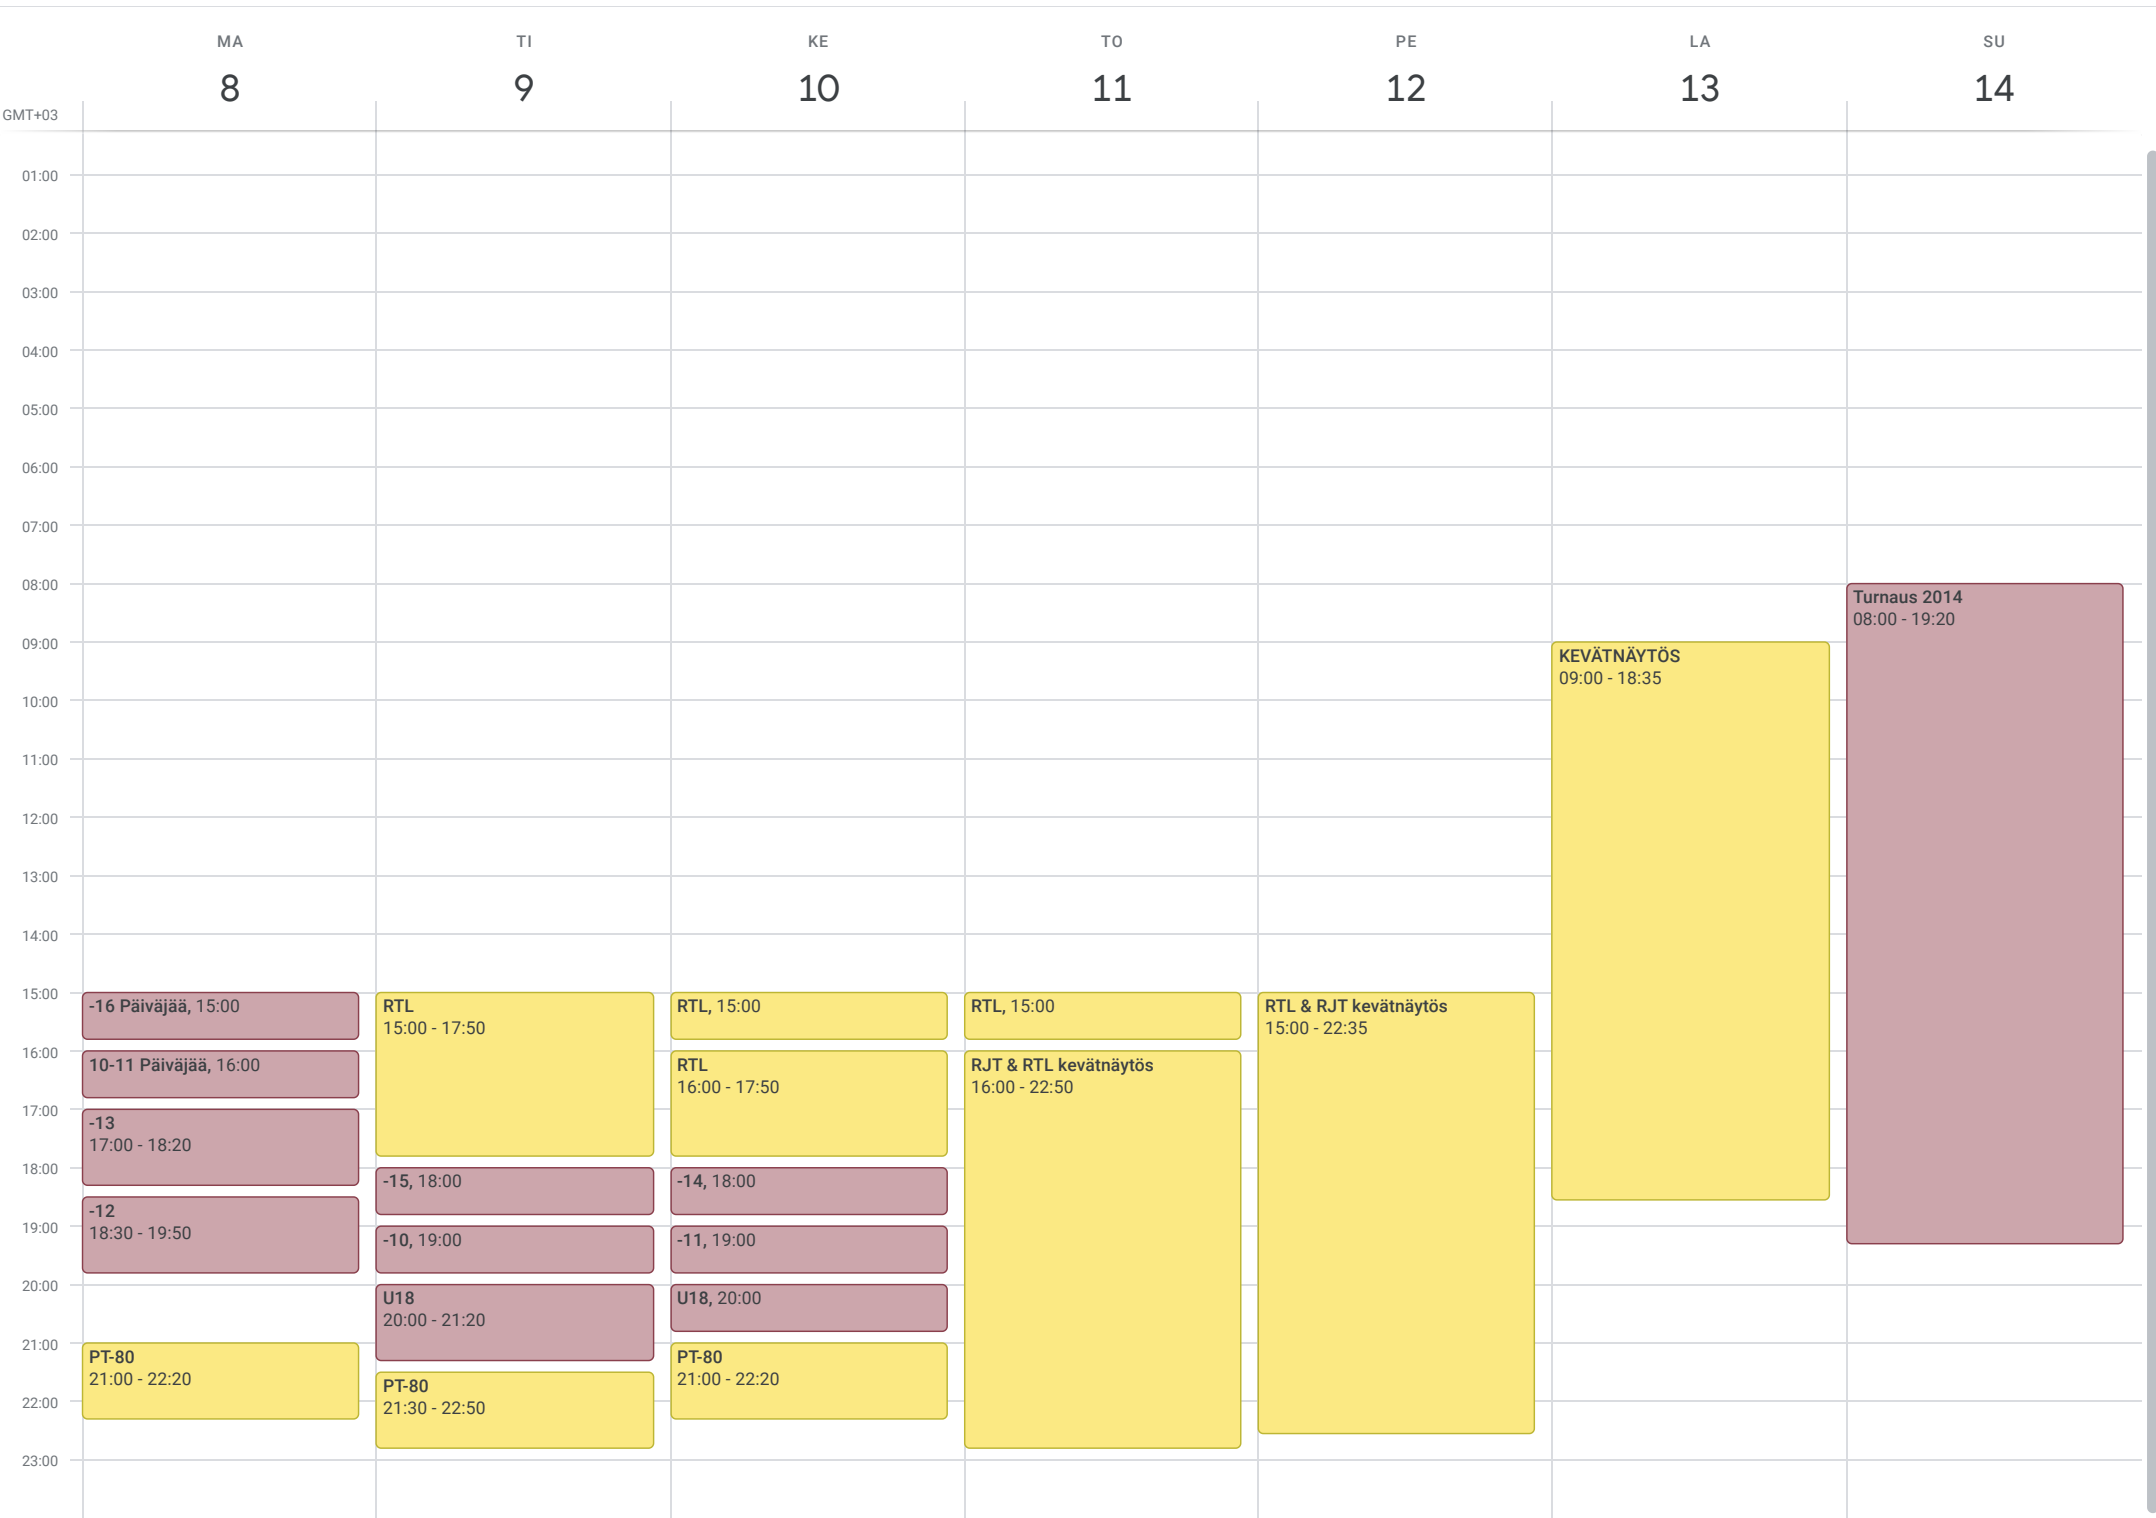 MA
8
TI
9
KE
10
TO
11
PE
12
LA
13
SU
14
GMT+03
01:00
02:00
03:00
04:00
05:00
06:00
07:00
08:00
09:00
10:00
11:00
12:00
13:00
14:00
15:00
16:00
17:00
18:00
19:00
20:00
21:00
22:00
23:00
-16 Päiväjää, 15:00
10-11 Päiväjää, 16:00
-13
17:00 - 18:20
-12
18:30 - 19:50
PT-80
21:00 - 22:20
RTL
15:00 - 17:50
-15, 18:00
-10, 19:00
U18
20:00 - 21:20
PT-80
21:30 - 22:50
RTL, 15:00
RTL
16:00 - 17:50
-14, 18:00
-11, 19:00
U18, 20:00
PT-80
21:00 - 22:20
RTL, 15:00
RJT & RTL kevätnäytös
16:00 - 22:50
RTL & RJT kevätnäytös
15:00 - 22:35
KEVÄTNÄYTÖS
09:00 - 18:35
Turnaus 2014
08:00 - 19:20